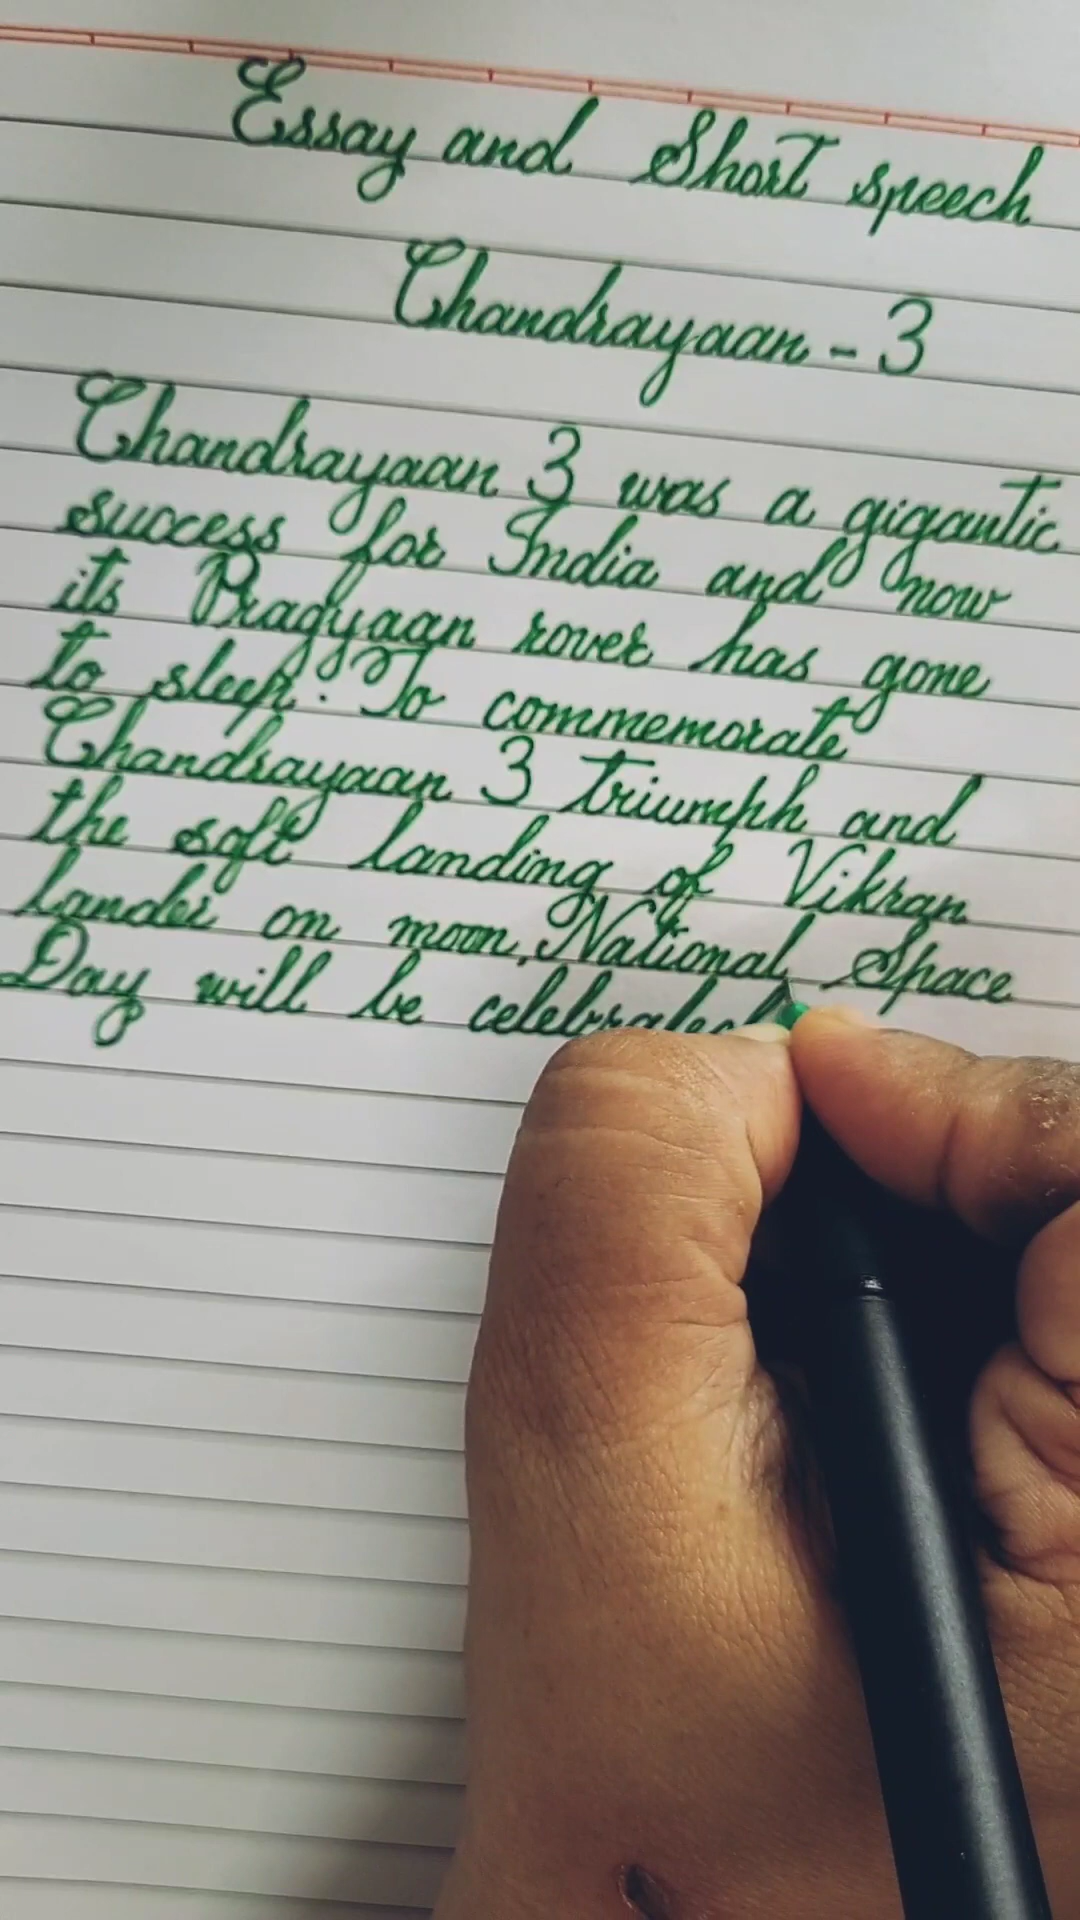 Essay and Short speech
Chandrayaan - 3
Chandrayaan 3 was a gigantic
success for India and now
its Pragyaan rover has gone
to sleep. To commemorate
Chandrayaan 3 triumph and
the soft landing of Vikran
Lander on moon, National Space
Day will be celebrated